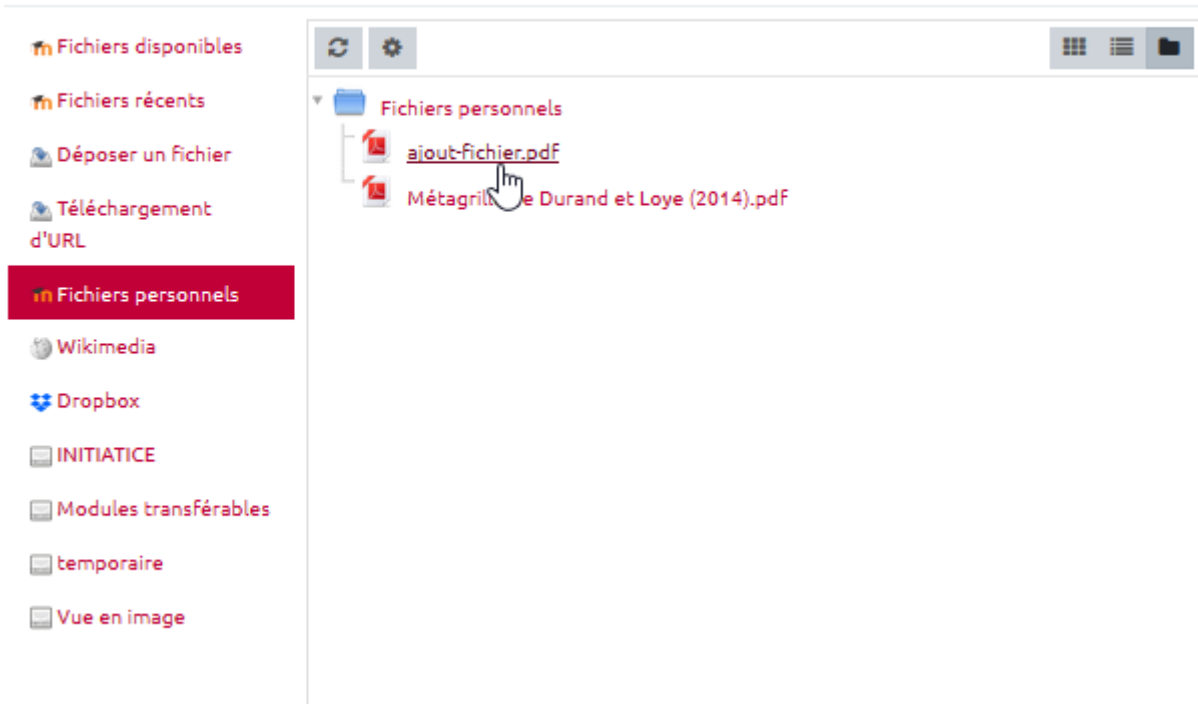 Fichiers disponibles
Fichiers récents
Déposer un fichier
Téléchargement
d'URL
Fichiers personnels
Wikimedia
Dropbox
INITIATICE
Modules transférables
temporaire
Vue en image
Fichiers personnels
ajout-fichier.pdf
Durand et Loye (2014).pdf